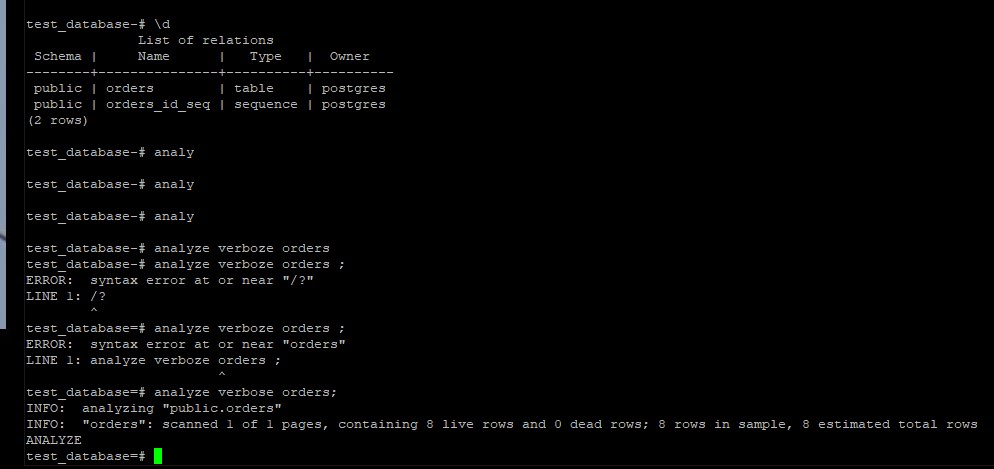 test_database-# \d
             List of relations
 Schema |     Name      |   Type   |  Owner
--------+---------------+----------+----------
 public | orders        | table    | postgres
 public | orders_id_seq | sequence | postgres
(2 rows)
test_database-# analy
test_database-# analy
test_database-# analy
test_database-# analyze verboze orders
test_database-# analyze verboze orders ;
ERROR:  syntax error at or near "/?"
LINE 1: /?
        ^
test_database=# analyze verboze orders ;
ERROR:  syntax error at or near "orders"
LINE 1: analyze verboze orders ;
                        ^
test_database=# analyze verbose orders;
INFO:  analyzing "public.orders"
INFO:  "orders": scanned 1 of 1 pages, containing 8 live rows and 0 dead rows; 8 rows in sample, 8 estimated total rows
ANALYZE
test_database=#